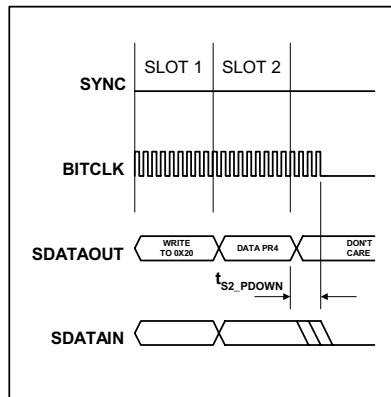 SLOT 1 SLOT 2
SYNC
BITCLK
SDATAOUT
WRITE
TO 0X20
DATA PR4
DON'T
CARE
tS2_PDOWN
SDATAIN